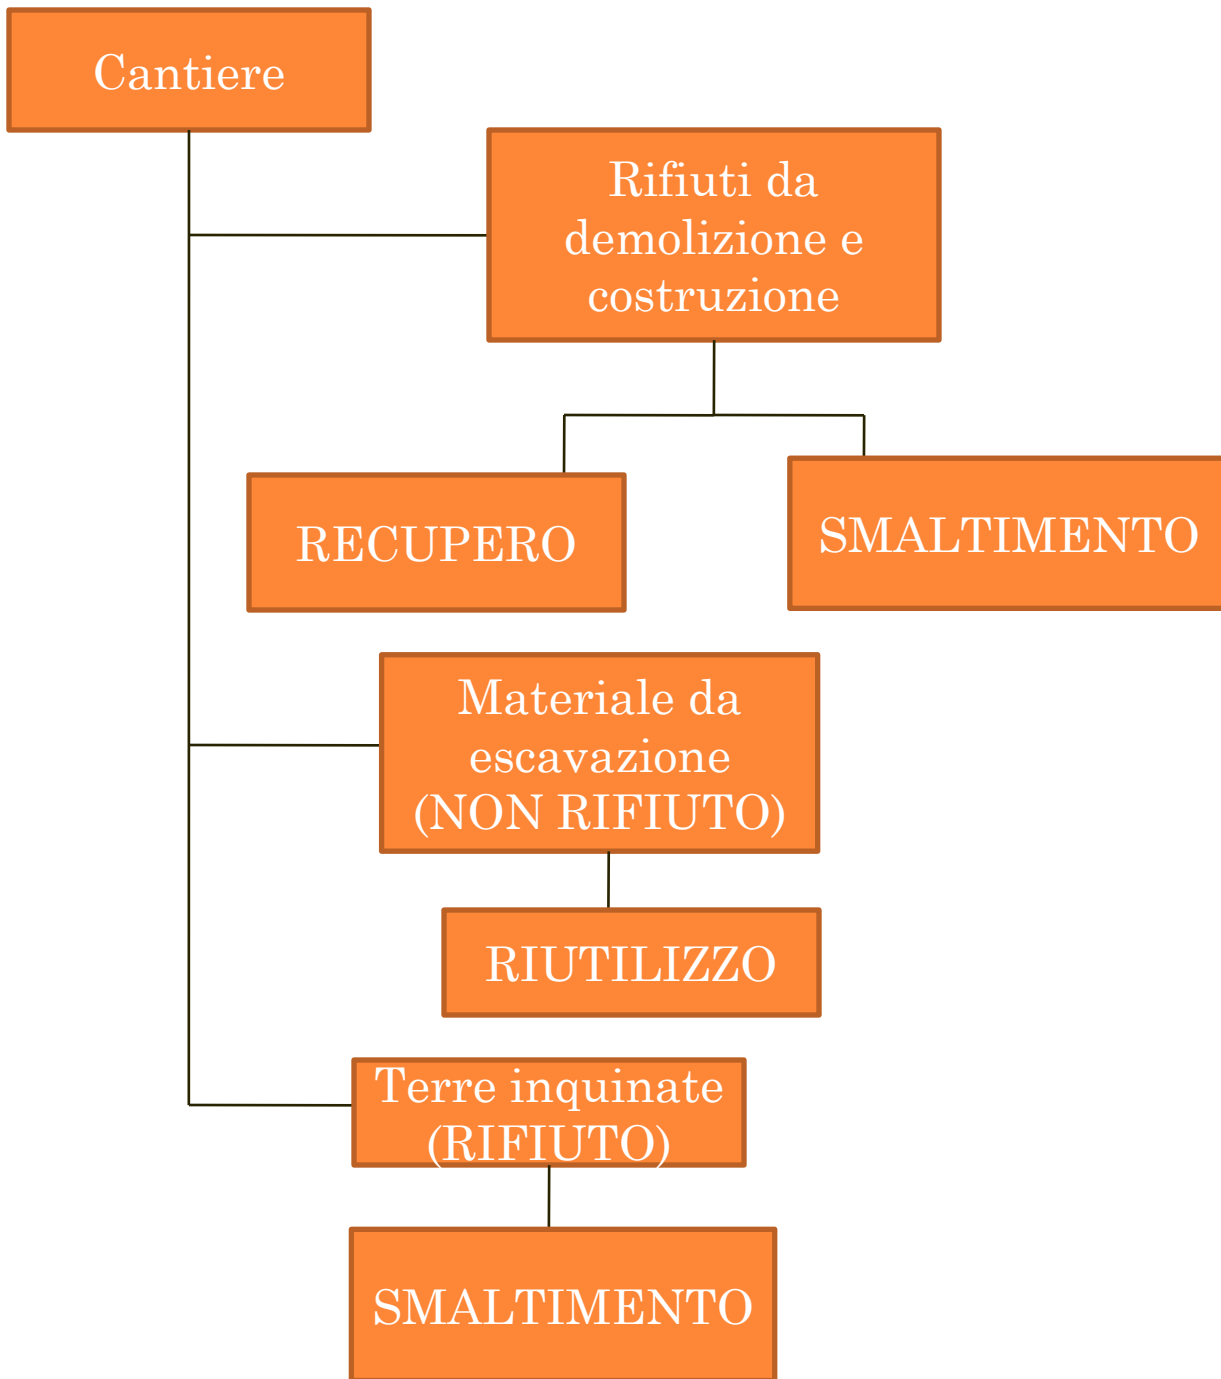 Cantiere
Rifiuti da
demolizione e
costruzione
RECUPERO
SMALTIMENTO
Materiale da
escavazione
(NON RIFIUTO)
RIUTILIZZO
Terre inquinate
(RIFIUTO)
SMALTIMENTO